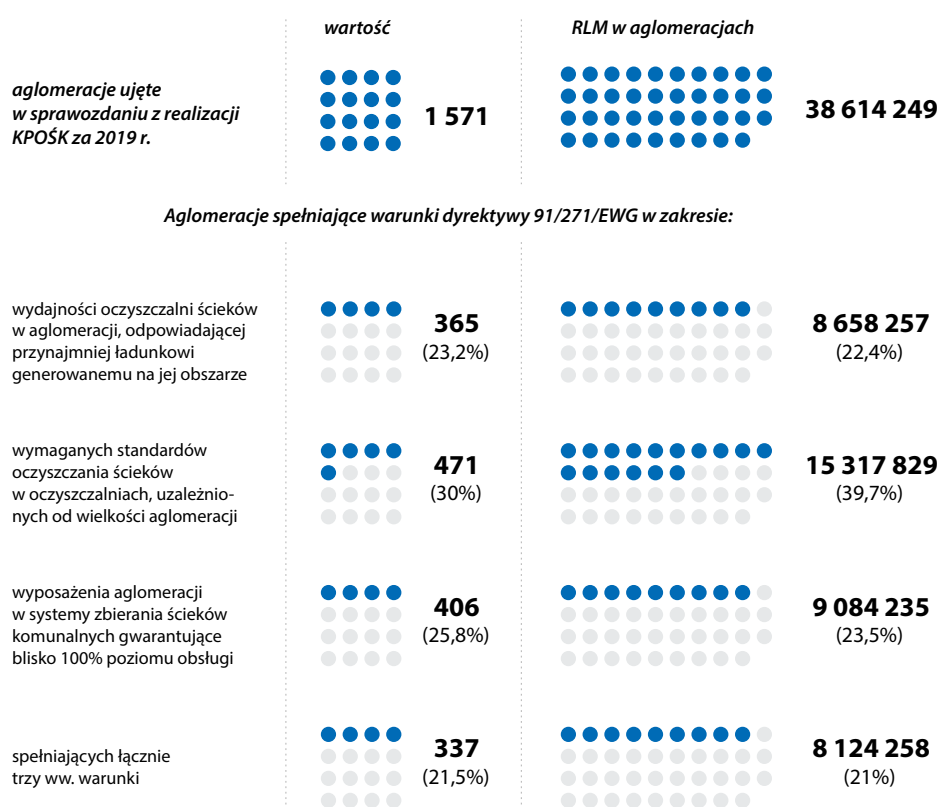 wartość
RLM w aglomeracjach
aglomeracje ujęte
w sprawozdaniu z realizacji
KPOŚK za 2019 r.
1 571
38 614 249
Aglomeracje spełniające warunki dyrektywy 91/271/EWG w zakresie:
wydajności oczyszczalni ścieków
w aglomeracji, odpowiadającej
przynajmniej ładunkowi
generowanemu na jej obszarze
365
(23,2%)
8 658 257
(22,4%)
wymaganych standardów
oczyszczania ścieków
w oczyszczalniach, uzależnio-
nych od wielkości aglomeracji
471
(30%)
15 317 829
(39,7%)
wyposażenia aglomeracji
w systemy zbierania ścieków
komunalnych gwarantujące
blisko 100% poziomu obsługi
406
(25,8%)
9 084 235
(23,5%)
spełniających łącznie
trzy ww. warunki
337
(21,5%)
8 124 258
(21%)